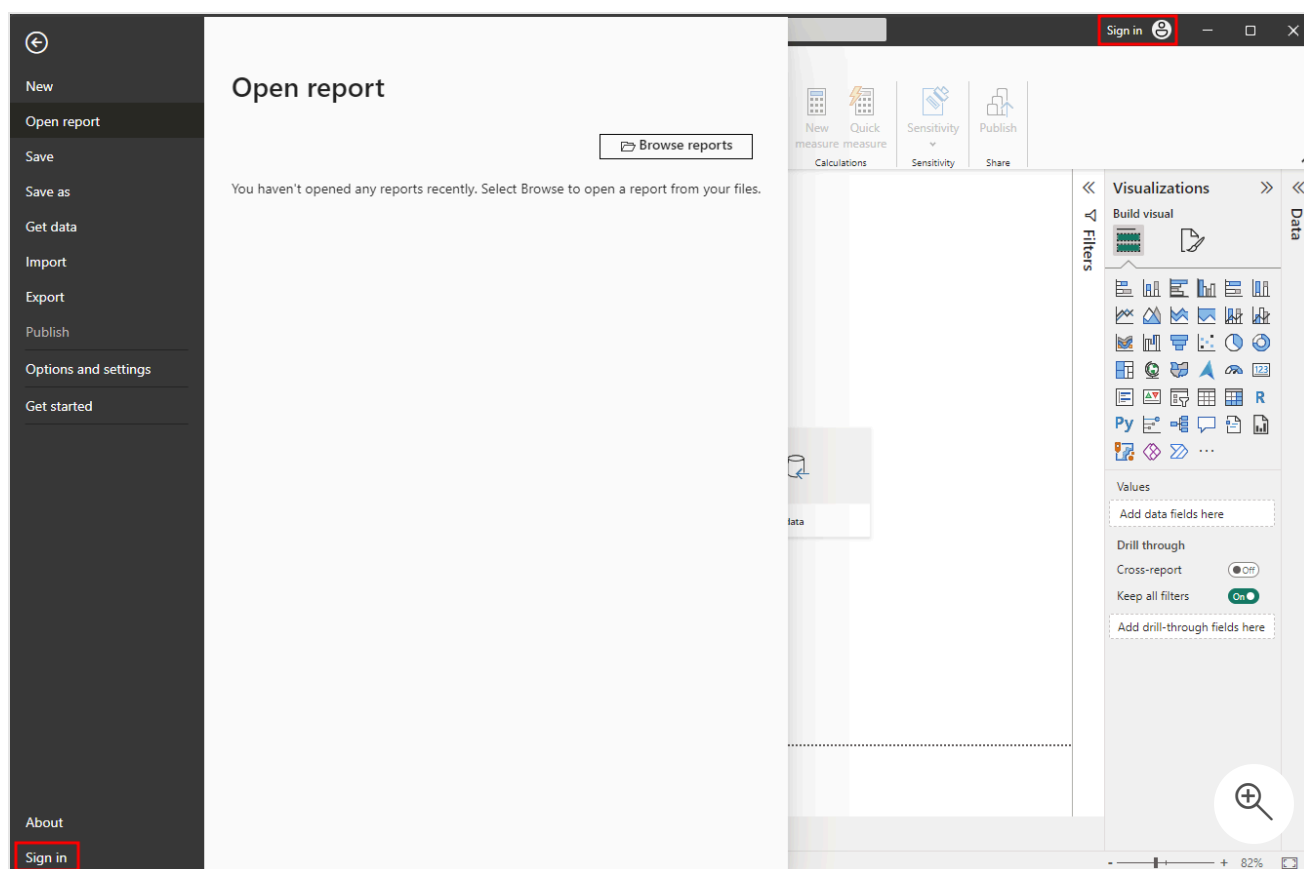 Sign in
New
Open report
Save
Save as
Get data
Import
Export
Publish
Options and settings
Get started
About
Sign in
Open report
Browse reports
You haven't opened any reports recently. Select Browse to open a report from your files.
New measure
Quick measure
Calculations
Sensitivity
Sensitivity
Publish
Share
data
Filters
Visualizations
Build visual
123
R
Py
Values
Add data fields here
Drill through
Cross-report
Off
Keep all filters
On
Add drill-through fields here
Data
- + 82%